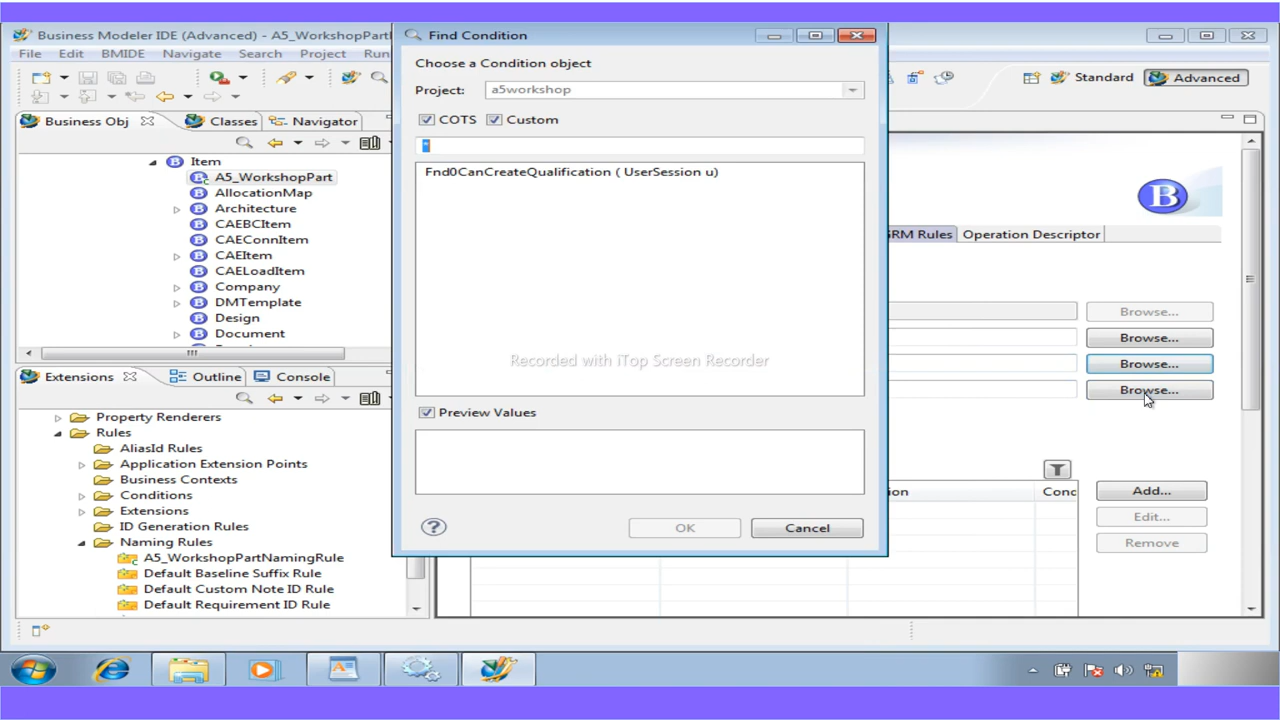 Business Modeler IDE (Advanced) - A5_WorkshopPart
File Edit BMIDE Navigate Search Project Run
Standard
Advanced
Business Obj
Classes
Navigator
Item
A5_WorkshopPart
AllocationMap
Architecture
CAEBCItem
CAEConnItem
CAEItem
CAELoadItem
Company
DMTemplate
Design
Document
Extensions
Outline
Console
Property Renderers
Rules
AliasId Rules
Application Extension Points
Business Contexts
Conditions
Extensions
ID Generation Rules
Naming Rules
A5_WorkshopPartNamingRule
Default Baseline Suffix Rule
Default Custom Note ID Rule
Default Requirement ID Rule
Find Condition
Choose a Condition object
Project: a5workshop
COTS Custom
*
Fnd0CanCreateQualification ( UserSession u)
Recorded with iTop Screen Recorder
Preview Values
OK
Cancel
B
GRM Rules
Operation Descriptor
Browse...
Browse...
Browse...
Browse...
ion
Conc
Add...
Edit...
Remove